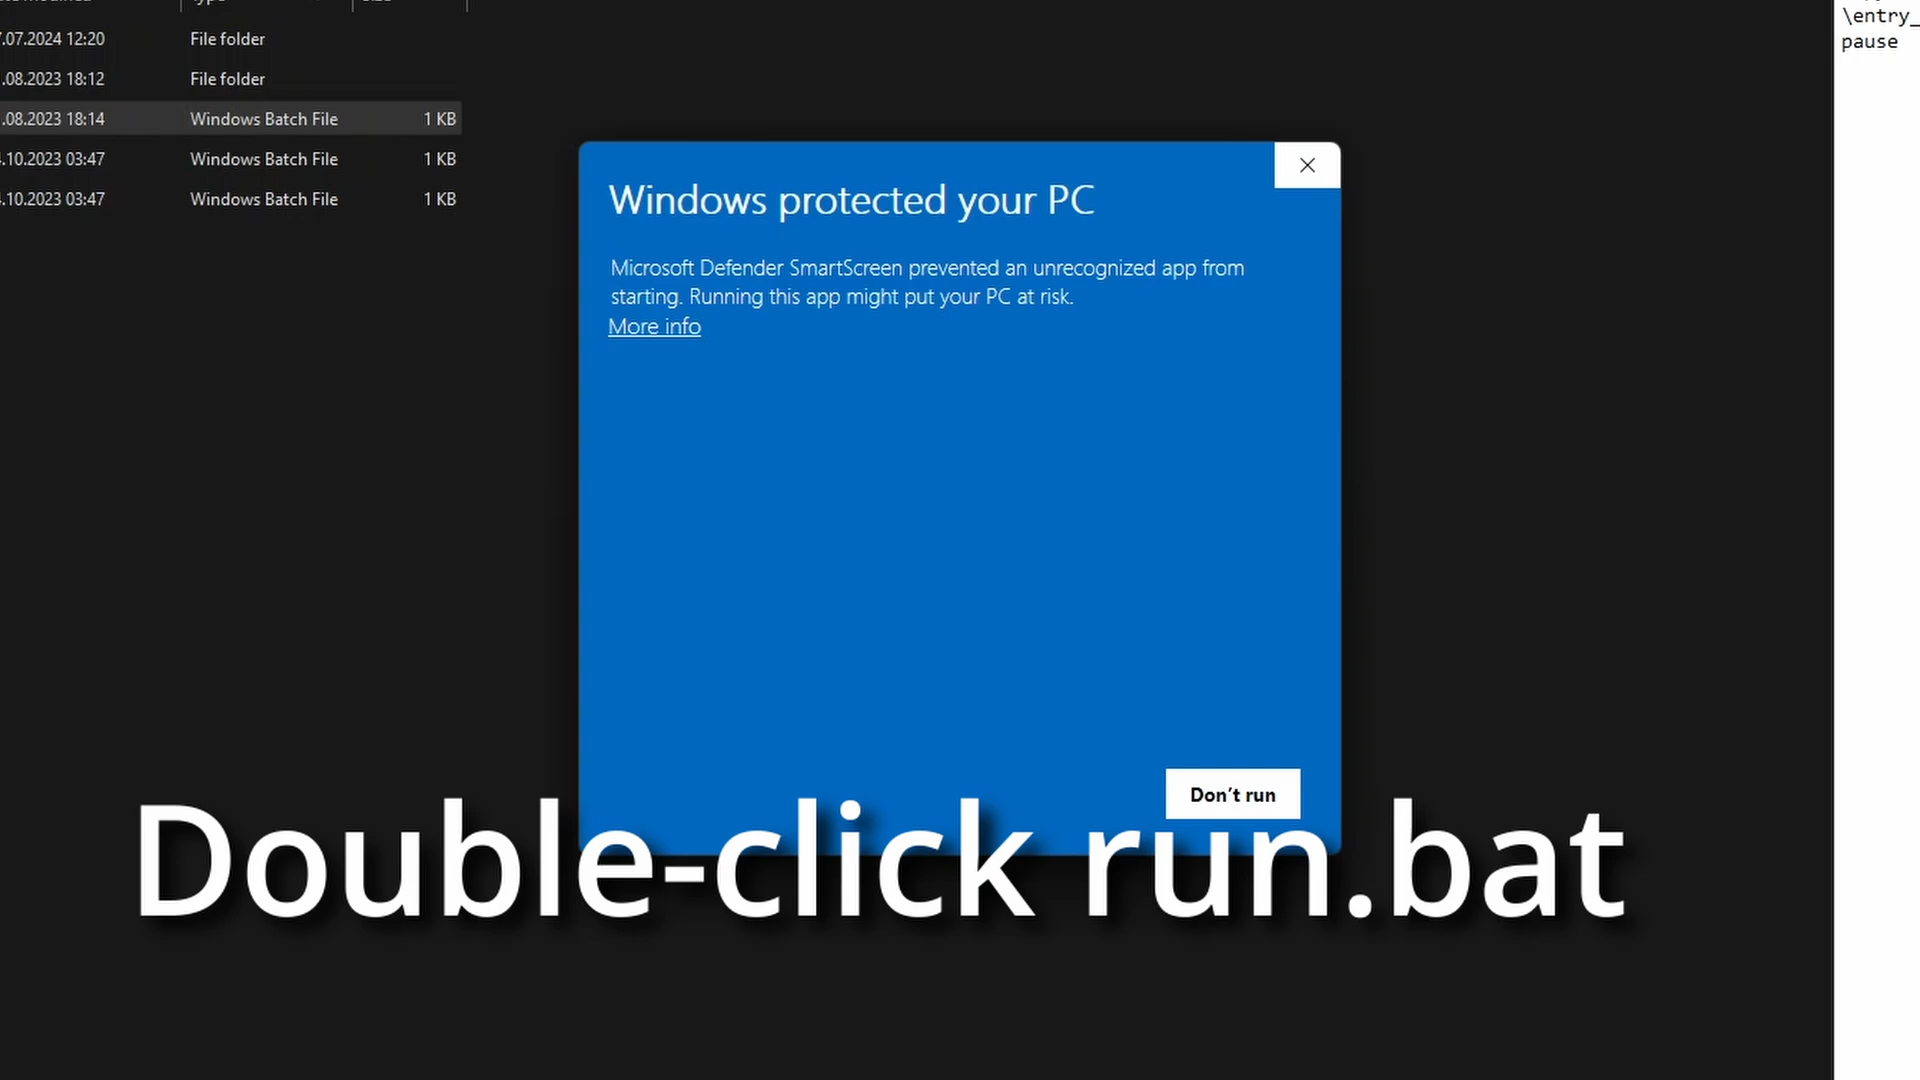 .07.2024 12:20 File folder
.08.2023 18:12 File folder
.08.2023 18:14 Windows Batch File 1 KB
.10.2023 03:47 Windows Batch File 1 KB
.10.2023 03:47 Windows Batch File 1 KB
\entry_
pause
Windows protected your PC
Microsoft Defender SmartScreen prevented an unrecognized app from
starting. Running this app might put your PC at risk.
More info
Don't run
Double-click run.bat